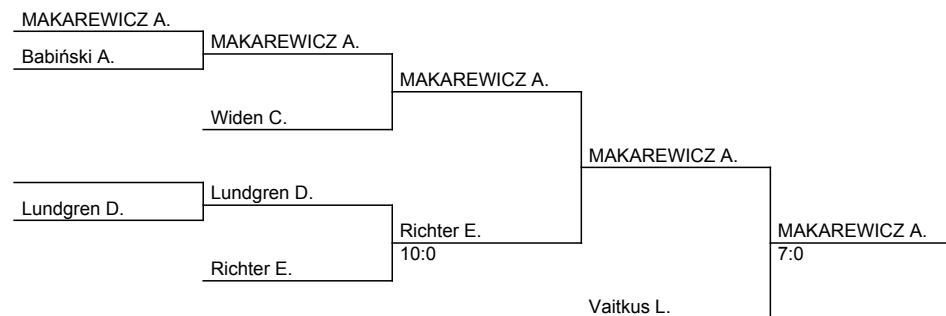 MAKAREWICZ A.
Babiński A.
MAKAREWICZ A.
Widen C.
MAKAREWICZ A.
Lundgren D.
Lundgren D.
Richter E.
Richter E.
10:0
MAKAREWICZ A.
Vaitkus L.
MAKAREWICZ A.
7:0